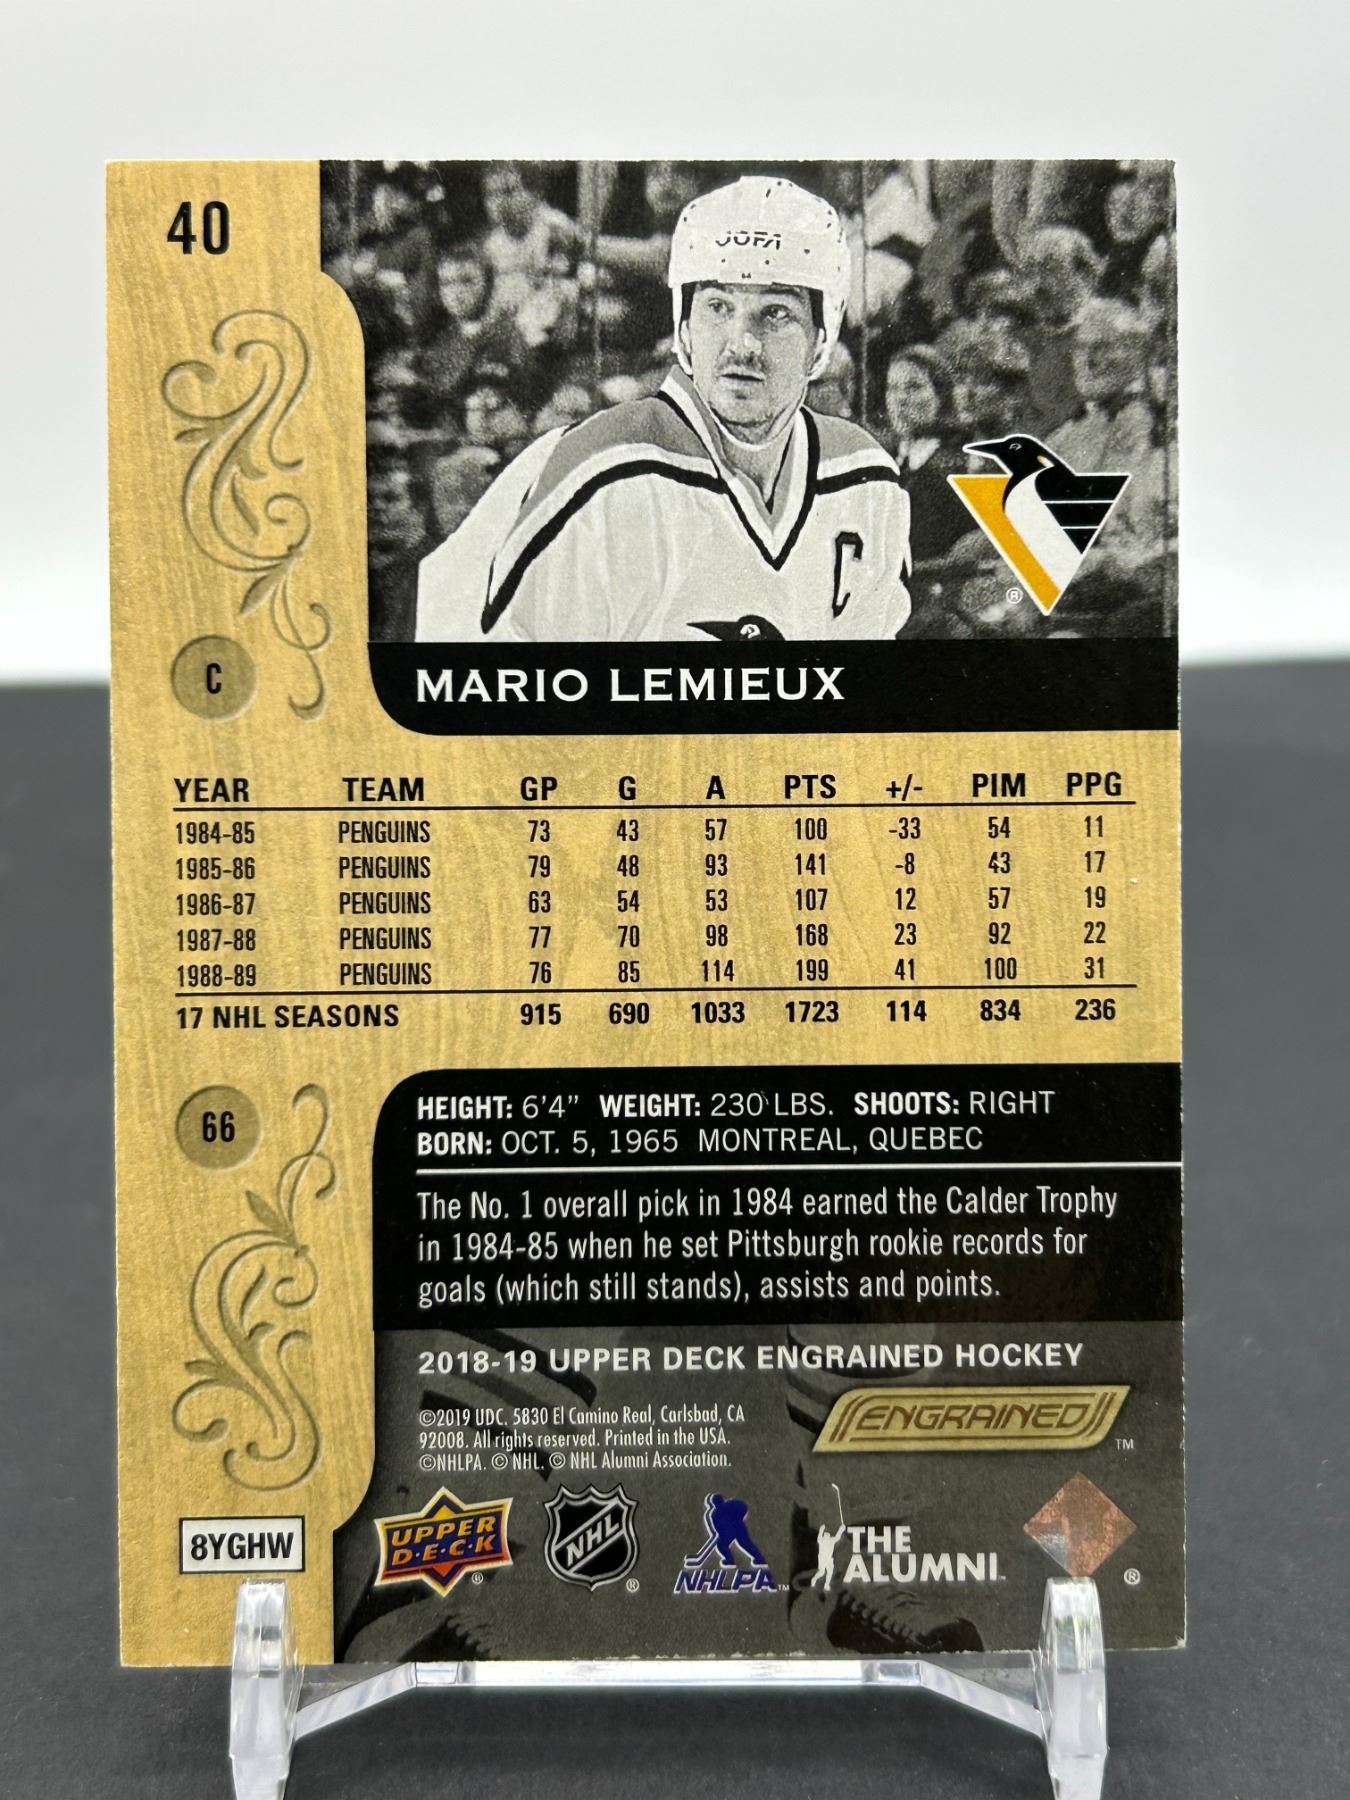 40
JOFA
C
®
C
MARIO LEMIEUX
YEAR TEAM GP G A PTS +/- PIM PPG
1984-85 PENGUINS 73 43 57 100 -33 54 11
1985-86 PENGUINS 79 48 93 141 -8 43 17
1986-87 PENGUINS 63 54 53 107 12 57 19
1987-88 PENGUINS 77 70 98 168 23 92 22
1988-89 PENGUINS 76 85 114 199 41 100 31
17 NHL SEASONS 915 690 1033 1723 114 834 236
66
HEIGHT: 6'4" WEIGHT: 230 LBS. SHOOTS: RIGHT
BORN: OCT. 5, 1965 MONTREAL, QUEBEC
The No. 1 overall pick in 1984 earned the Calder Trophy
in 1984-85 when he set Pittsburgh rookie records for
goals (which still stands), assists and points.
2018-19 UPPER DECK ENGRAINED HOCKEY
©2019 UDC. 5830 El Camino Real, Carlsbad, CA
92008. All rights reserved. Printed in the USA.
©NHLPA. © NHL. © NHL Alumni Association.
ENGRAINED TM
8YGHW
UPPER
D·E·C·K ®
NHL ®
NHLPA TM
THE
ALUMNI TM
®